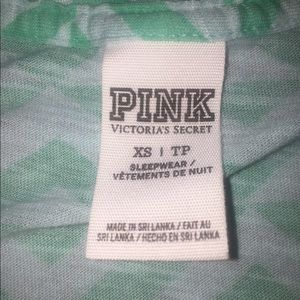 PINK
VICTORIA'S SECRET
XS | TP
SLEEPWEAR /
VÊTEMENTS DE NUIT
MADE IN SRI LANKA / FAIT AU
SRI LANKA / HECHO EN SRI LANKA